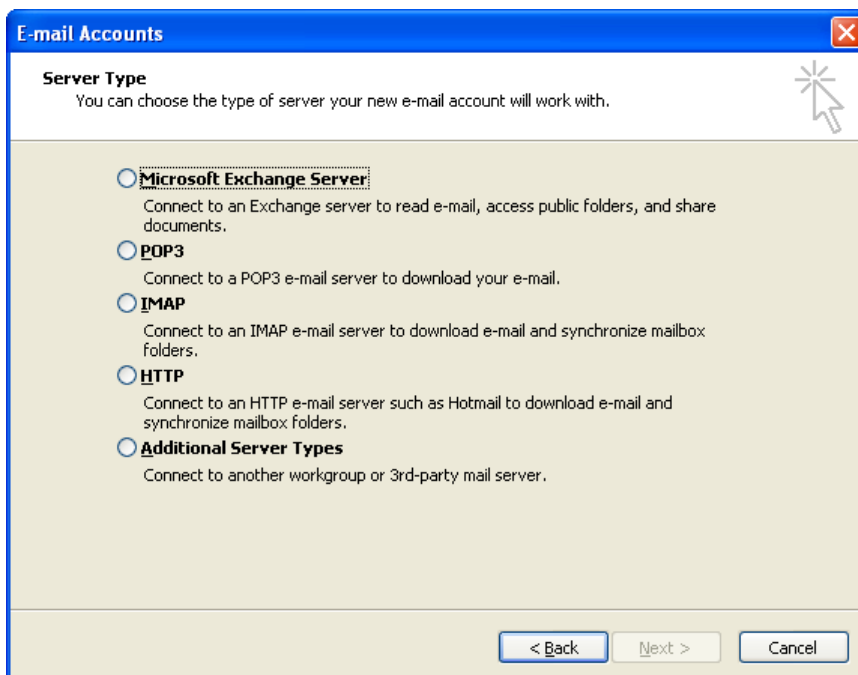 E-mail Accounts
Server Type
You can choose the type of server your new e-mail account will work with.
Microsoft Exchange Server
Connect to an Exchange server to read e-mail, access public folders, and share
documents.
POP3
Connect to a POP3 e-mail server to download your e-mail.
IMAP
Connect to an IMAP e-mail server to download e-mail and synchronize mailbox
folders.
HTTP
Connect to an HTTP e-mail server such as Hotmail to download e-mail and
synchronize mailbox folders.
Additional Server Types
Connect to another workgroup or 3rd-party mail server.
< Back Next > Cancel